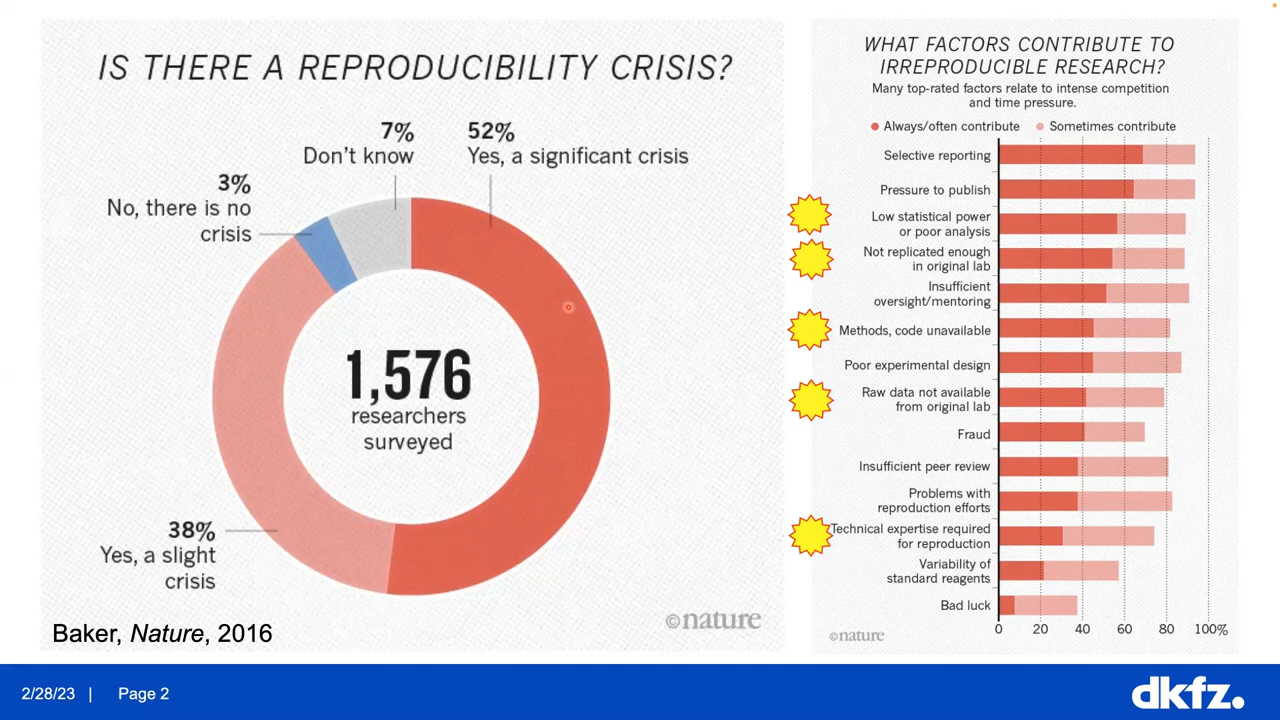 IS THERE A REPRODUCIBILITY CRISIS?
7%
Don't know
52%
Yes, a significant crisis
3%
No, there is no
crisis
1,576
researchers
surveyed
38%
Yes, a slight
crisis
©nature
Baker, Nature, 2016
WHAT FACTORS CONTRIBUTE TO
IRREPRODUCIBLE RESEARCH?
Many top-rated factors relate to intense competition
and time pressure.
Always/often contribute
Sometimes contribute
Selective reporting
Pressure to publish
Low statistical power
or poor analysis
Not replicated enough
in original lab
Insufficient
oversight/mentoring
Methods, code unavailable
Poor experimental design
Raw data not available
from original lab
Fraud
Insufficient peer review
Problems with
reproduction efforts
Technical expertise required
for reproduction
Variability of
standard reagents
Bad luck
0 20 40 60 80 100%
©nature
2/28/23 | Page 2
dkfz.